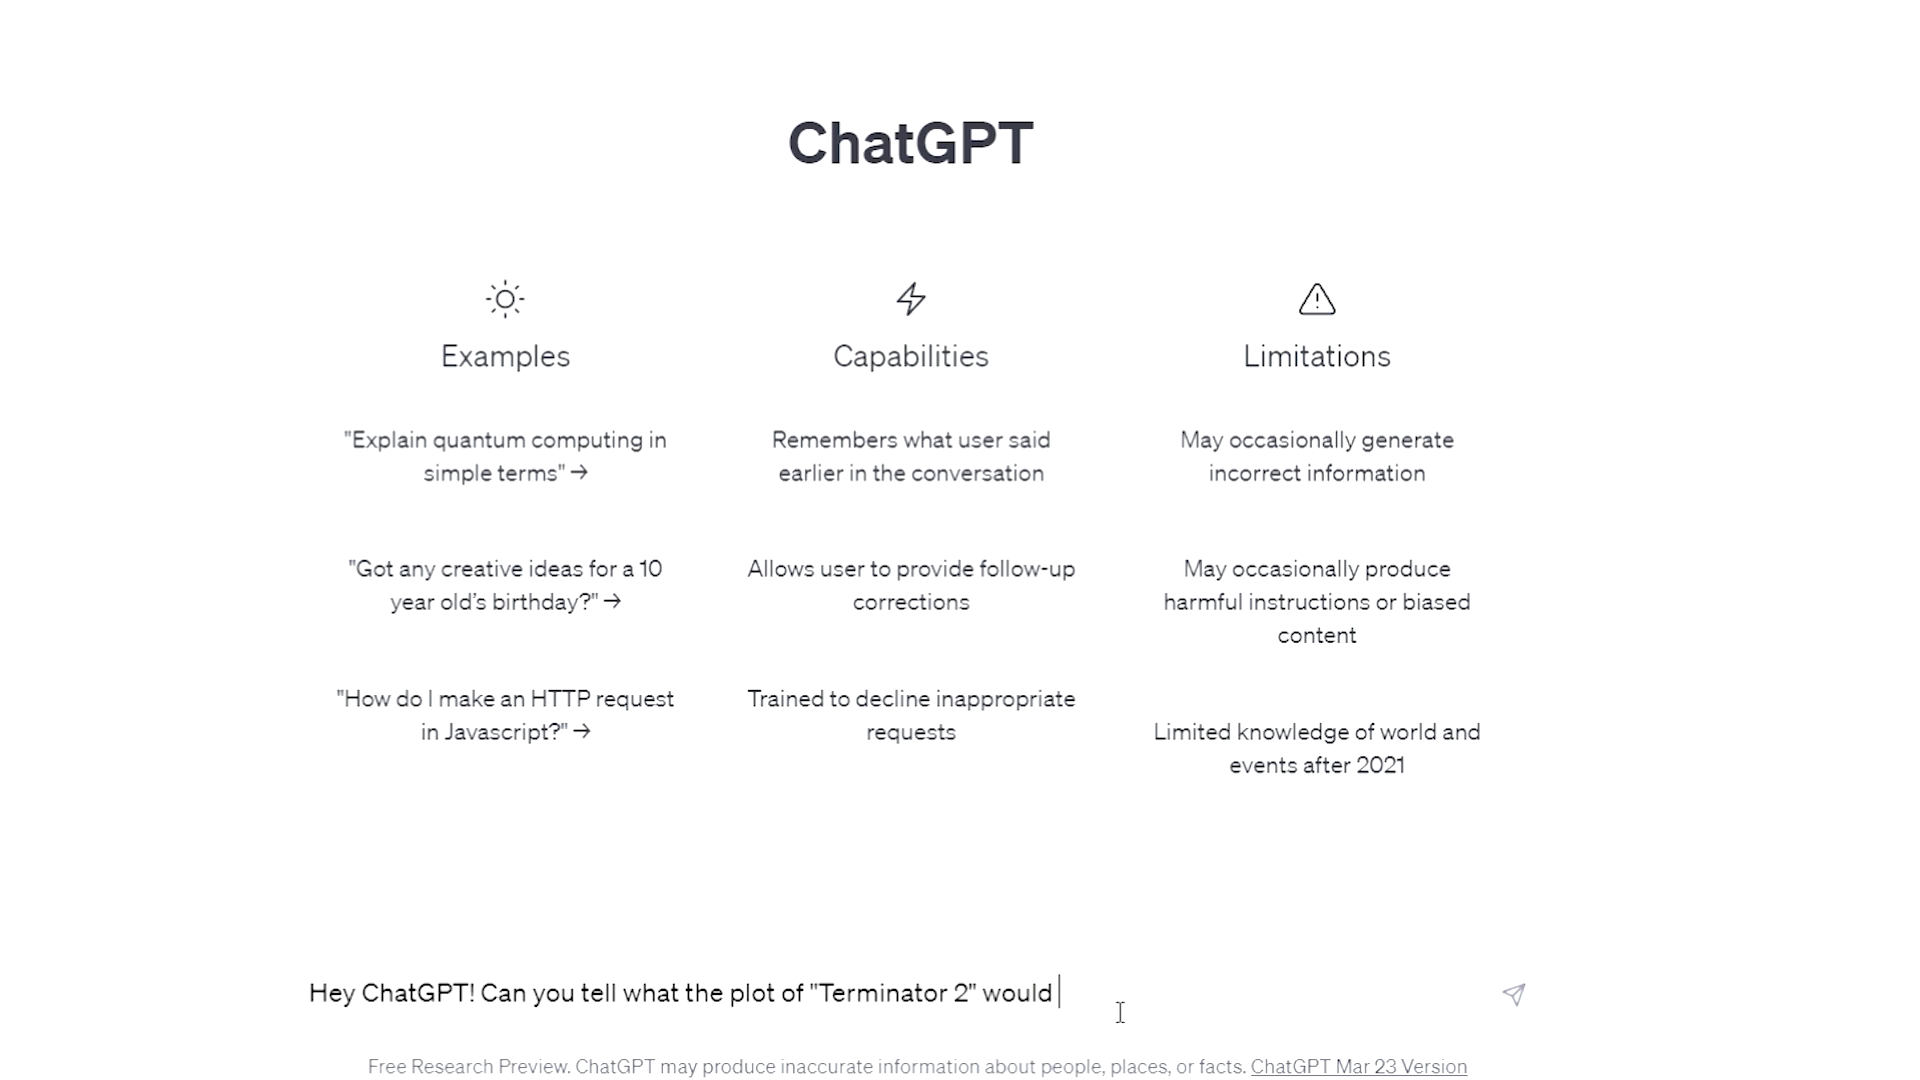 ChatGPT
Examples
"Explain quantum computing in
simple terms" →
"Got any creative ideas for a 10
year old's birthday?" →
"How do I make an HTTP request
in Javascript?" →
Capabilities
Remembers what user said
earlier in the conversation
Allows user to provide follow-up
corrections
Trained to decline inappropriate
requests
Limitations
May occasionally generate
incorrect information
May occasionally produce
harmful instructions or biased
content
Limited knowledge of world and
events after 2021
Hey ChatGPT! Can you tell what the plot of "Terminator 2" would
Free Research Preview. ChatGPT may produce inaccurate information about people, places, or facts. ChatGPT Mar 23 Version